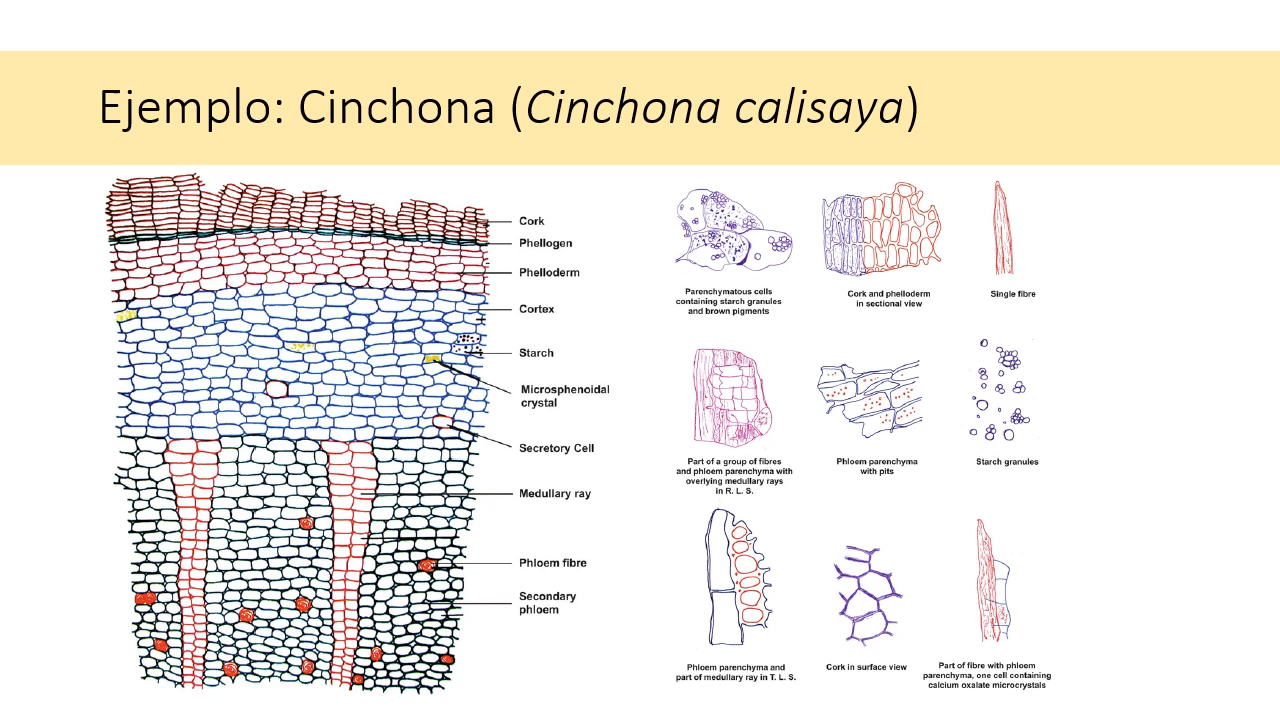 Ejemplo: Cinchona (Cinchona calisaya)
Cork
Phellogen
Phelloderm
Cortex
Starch
Microsphenoidal
crystal
Secretory Cell
Medullary ray
Phloem fibre
Secondary
phloem
Parenchymatous cells
containing starch granules
and brown pigments
Cork and phelloderm
in sectional view
Single fibre
Part of a group of fibres
and phloem parenchyma with
overlying medullary rays
in R. L. S.
Phloem parenchyma
with pits
Starch granules
Phloem parenchyma and
part of medullary ray in T. L. S.
Cork in surface view
Part of fibre with phloem
parenchyma, one cell containing
calcium oxalate microcrystals